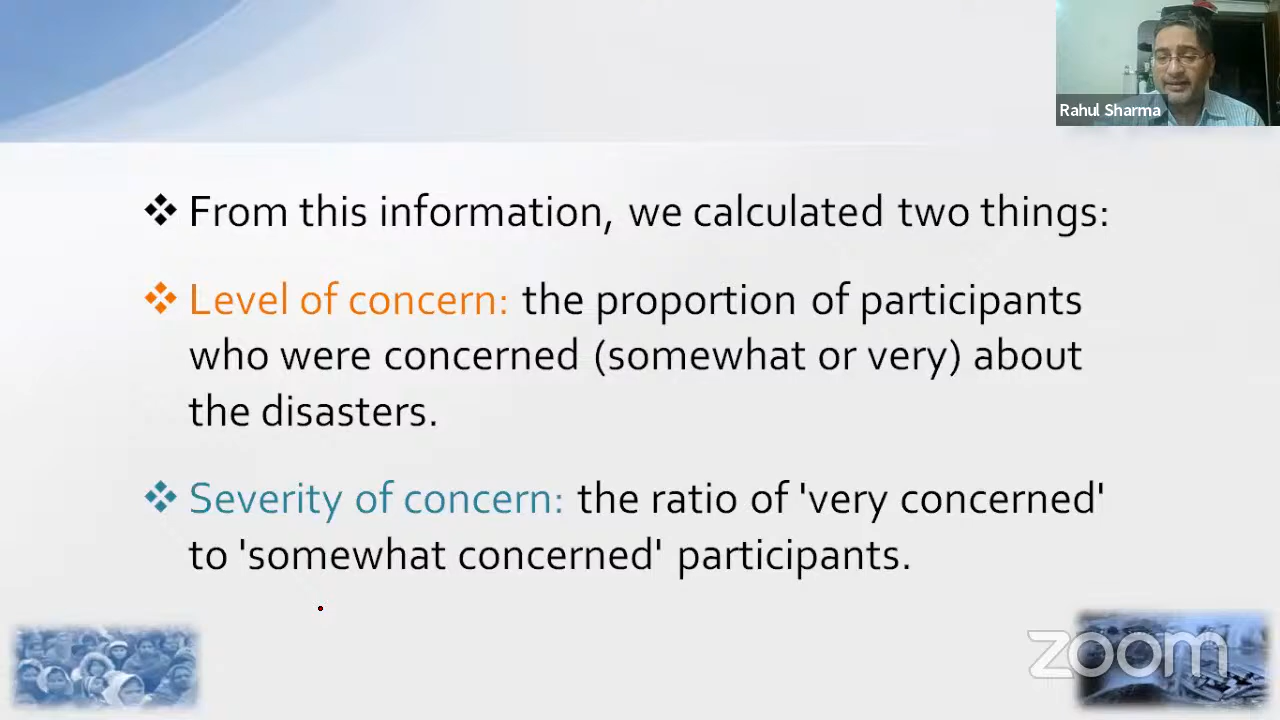 Rahul Sharma
❖ From this information, we calculated two things:
❖ Level of concern: the proportion of participants
who were concerned (somewhat or very) about
the disasters.
❖ Severity of concern: the ratio of 'very concerned'
to 'somewhat concerned' participants.
zoom